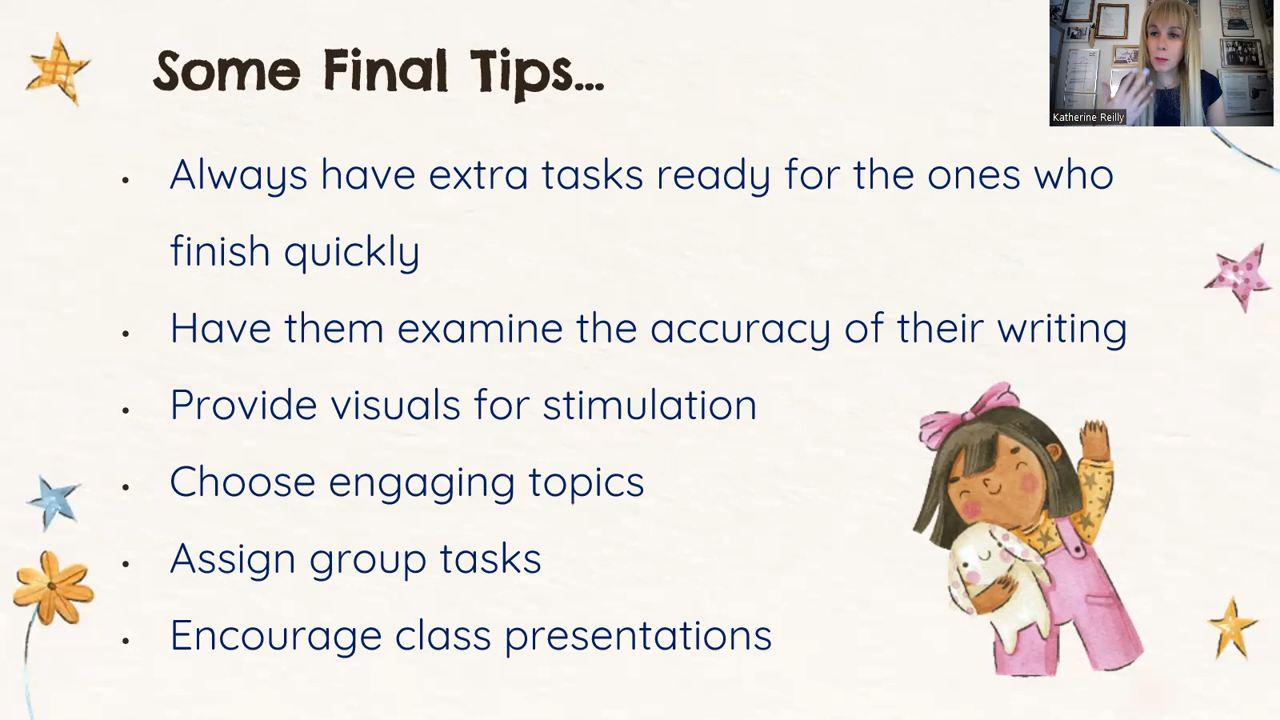 Some Final Tips...
Katherine Reilly
• Always have extra tasks ready for the ones who
finish quickly
• Have them examine the accuracy of their writing
• Provide visuals for stimulation
• Choose engaging topics
• Assign group tasks
• Encourage class presentations